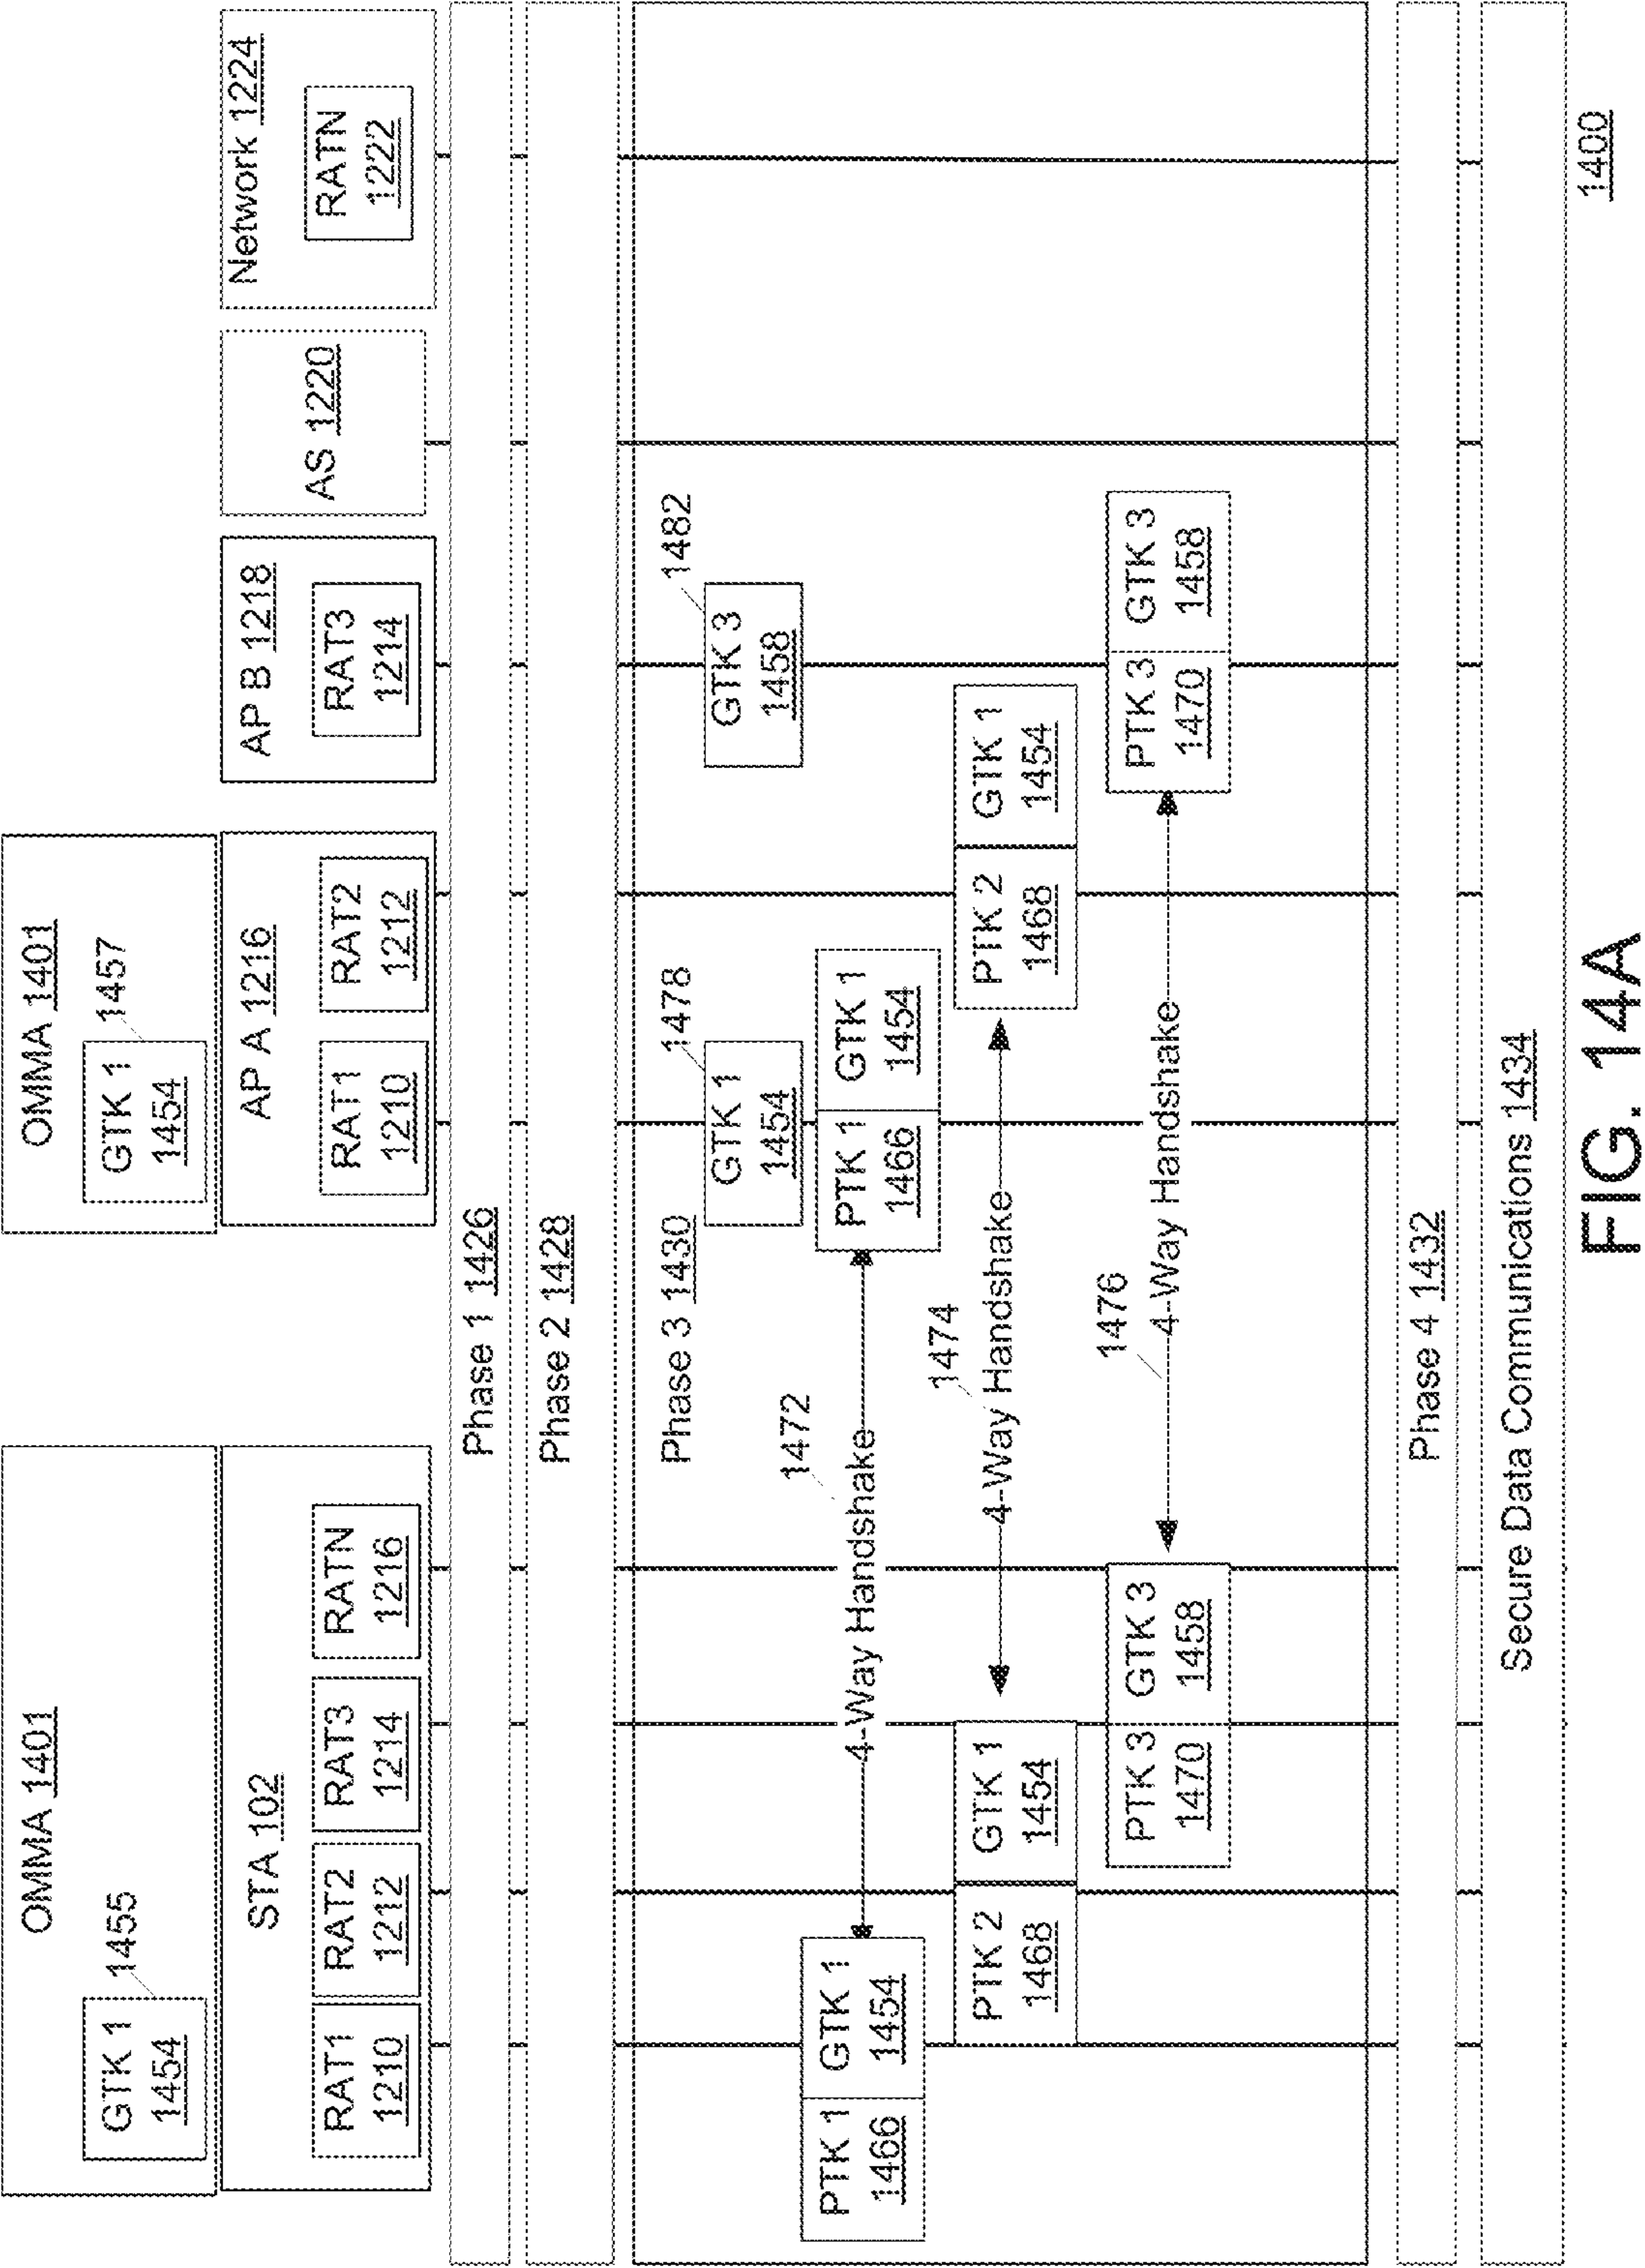 OMMA 1401
GTK 1
1454
1455
OMMA 1401
GTK 1
1454
1457
STA 102
RAT1
1210
RAT2
1212
RAT3
1214
RATN
1216
AP A 1216
RAT1
1210
RAT2
1212
AP B 1218
RAT3
1214
AS 1220
Network 1224
RATN
1222
Phase 1 1426
Phase 2 1428
Phase 3 1430
GTK 1
1454
1478
GTK 3
1458
1482
PTK 1
1466
GTK 1
1454
1472
4-Way Handshake
PTK 1
1466
GTK 1
1454
PTK 2
1468
GTK 1
1454
1474
4-Way Handshake
PTK 2
1468
GTK 1
1454
PTK 3
1470
GTK 3
1458
1476
4-Way Handshake
PTK 3
1470
GTK 3
1458
Phase 4 1432
Secure Data Communications 1434
1400
FIG. 14A